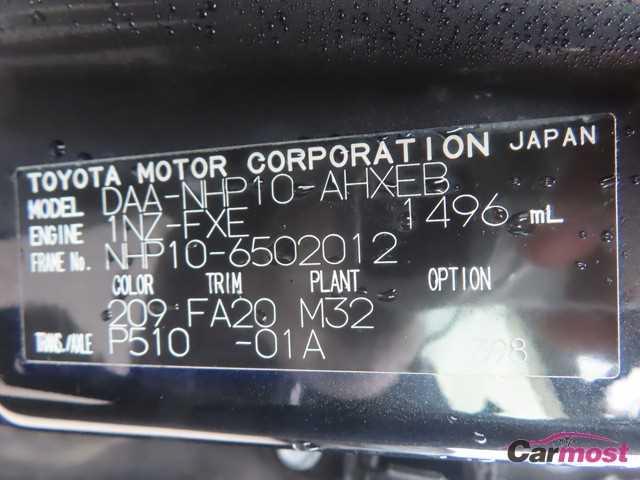 TOYOTA MOTOR CORPORATION JAPAN
MODEL DAA-NHP10-AHXEB
ENGINE 1NZ-FXE 1496 mL
FRAME No. NHP10-6502012
COLOR TRIM PLANT OPTION
209 FA20 M32
TRANS./AXLE P510 -01A
Carmost